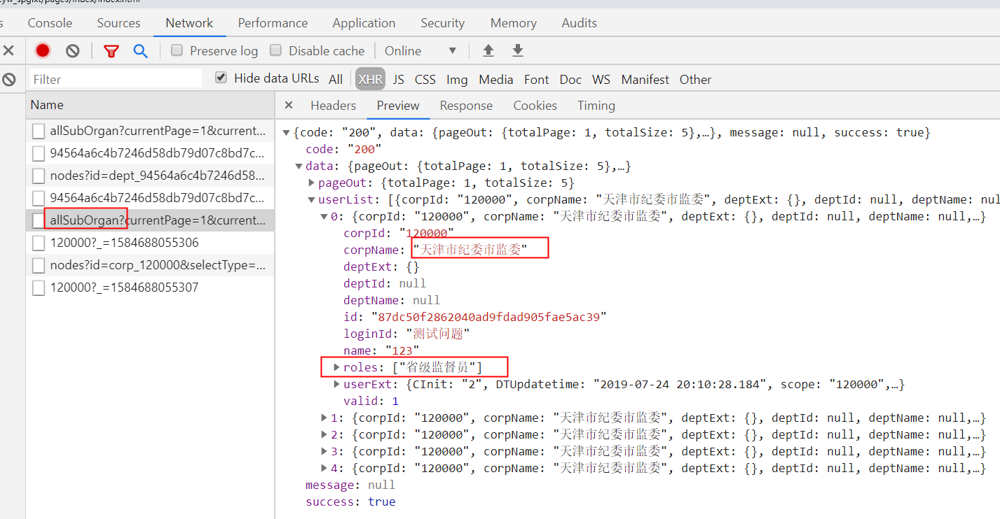 Console Sources Network Performance Application Security Memory Audits
Preserve log Disable cache Online
Filter Hide data URLs All XHR JS CSS Img Media Font Doc WS Manifest Other
Name
allSubOrgan?currentPage=1&current...
94564a6c4b7246d58db79d07c8bd7c...
nodes?id=dept_94564a6c4b7246d58...
94564a6c4b7246d58db79d07c8bd7c...
allSubOrgan?currentPage=1&current...
120000?_=1584688055306
nodes?id=corp_120000&selectType=...
120000?_=1584688055307
Headers Preview Response Cookies Timing
{code: "200", data: {pageOut: {totalPage: 1, totalSize: 5},…}, message: null, success: true}
code: "200"
data: {pageOut: {totalPage: 1, totalSize: 5},…}
pageOut: {totalPage: 1, totalSize: 5}
userList: [{corpId: "120000", corpName: "天津市纪委市监委", deptExt: {}, deptId: null, deptName: nul
0: {corpId: "120000", corpName: "天津市纪委市监委", deptExt: {}, deptId: null, deptName: null,…}
corpId: "120000"
corpName: "天津市纪委市监委"
deptExt: {}
deptId: null
deptName: null
id: "87dc50f2862040ad9fdad905fae5ac39"
loginId: "测试问题"
name: "123"
roles: ["省级监督员"]
userExt: {CInit: "2", DTUpdatetime: "2019-07-24 20:10:28.184", scope: "120000",…}
valid: 1
1: {corpId: "120000", corpName: "天津市纪委市监委", deptExt: {}, deptId: null, deptName: null,…}
2: {corpId: "120000", corpName: "天津市纪委市监委", deptExt: {}, deptId: null, deptName: null,…}
3: {corpId: "120000", corpName: "天津市纪委市监委", deptExt: {}, deptId: null, deptName: null,…}
4: {corpId: "120000", corpName: "天津市纪委市监委", deptExt: {}, deptId: null, deptName: null,…}
message: null
success: true